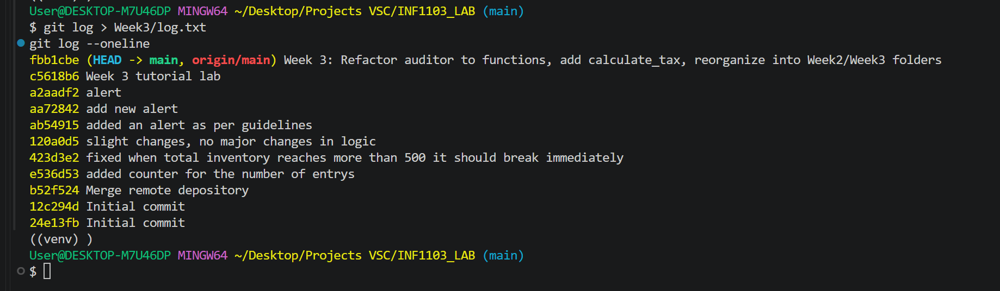 User@DESKTOP-M7U46DP MINGW64 ~/Desktop/Projects VSC/INF1103_LAB (main)
$ git log > Week3/log.txt
git log --oneline
fbb1cbe (HEAD -> main, origin/main) Week 3: Refactor auditor to functions, add calculate_tax, reorganize into Week2/Week3 folders
c5618b6 Week 3 tutorial lab
a2aadf2 alert
aa72842 add new alert
ab54915 added an alert as per guidelines
120a0d5 slight changes, no major changes in logic
423d3e2 fixed when total inventory reaches more than 500 it should break immediately
e536d53 added counter for the number of entrys
b52f524 Merge remote depository
12c294d Initial commit
24e13fb Initial commit
((venv) )
User@DESKTOP-M7U46DP MINGW64 ~/Desktop/Projects VSC/INF1103_LAB (main)
$